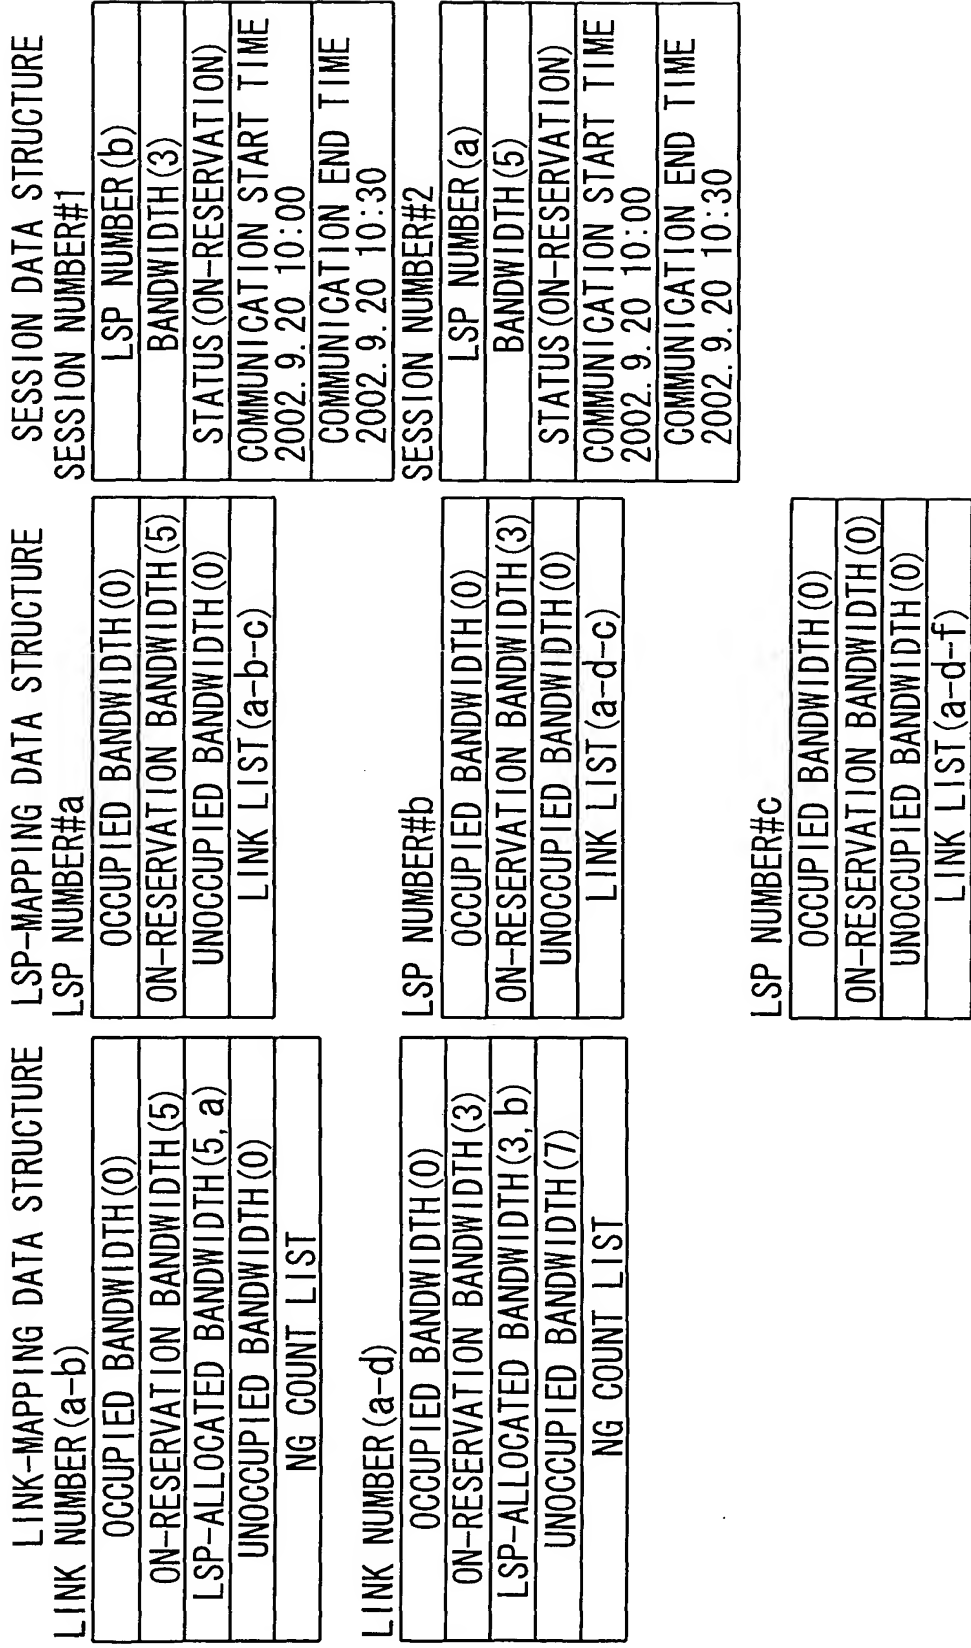 LINK-MAPPING DATA STRUCTURE
LINK NUMBER(a-b)
OCCUPIED BANDWIDTH(0)
ON-RESERVATION BANDWIDTH(5)
LSP-ALLOCATED BANDWIDTH(5, a)
UNOCCUPIED BANDWIDTH(0)
NG COUNT LIST
LINK NUMBER(a-d)
OCCUPIED BANDWIDTH(0)
ON-RESERVATION BANDWIDTH(3)
LSP-ALLOCATED BANDWIDTH(3, b)
UNOCCUPIED BANDWIDTH(7)
NG COUNT LIST
LSP-MAPPING DATA STRUCTURE
LSP NUMBER#a
OCCUPIED BANDWIDTH(0)
ON-RESERVATION BANDWIDTH(5)
UNOCCUPIED BANDWIDTH(0)
LINK LIST(a-b-c)
LSP NUMBER#b
OCCUPIED BANDWIDTH(0)
ON-RESERVATION BANDWIDTH(3)
UNOCCUPIED BANDWIDTH(0)
LINK LIST(a-d-c)
LSP NUMBER#c
OCCUPIED BANDWIDTH(0)
ON-RESERVATION BANDWIDTH(0)
UNOCCUPIED BANDWIDTH(0)
LINK LIST(a-d-f)
SESSION DATA STRUCTURE
SESSION NUMBER#1
LSP NUMBER(b)
BANDWIDTH(3)
STATUS(ON-RESERVATION)
COMMUNICATION START TIME
2002. 9. 20 10:00
COMMUNICATION END TIME
2002. 9. 20 10:30
SESSION NUMBER#2
LSP NUMBER(a)
BANDWIDTH(5)
STATUS(ON-RESERVATION)
COMMUNICATION START TIME
2002. 9. 20 10:00
COMMUNICATION END TIME
2002. 9. 20 10:30